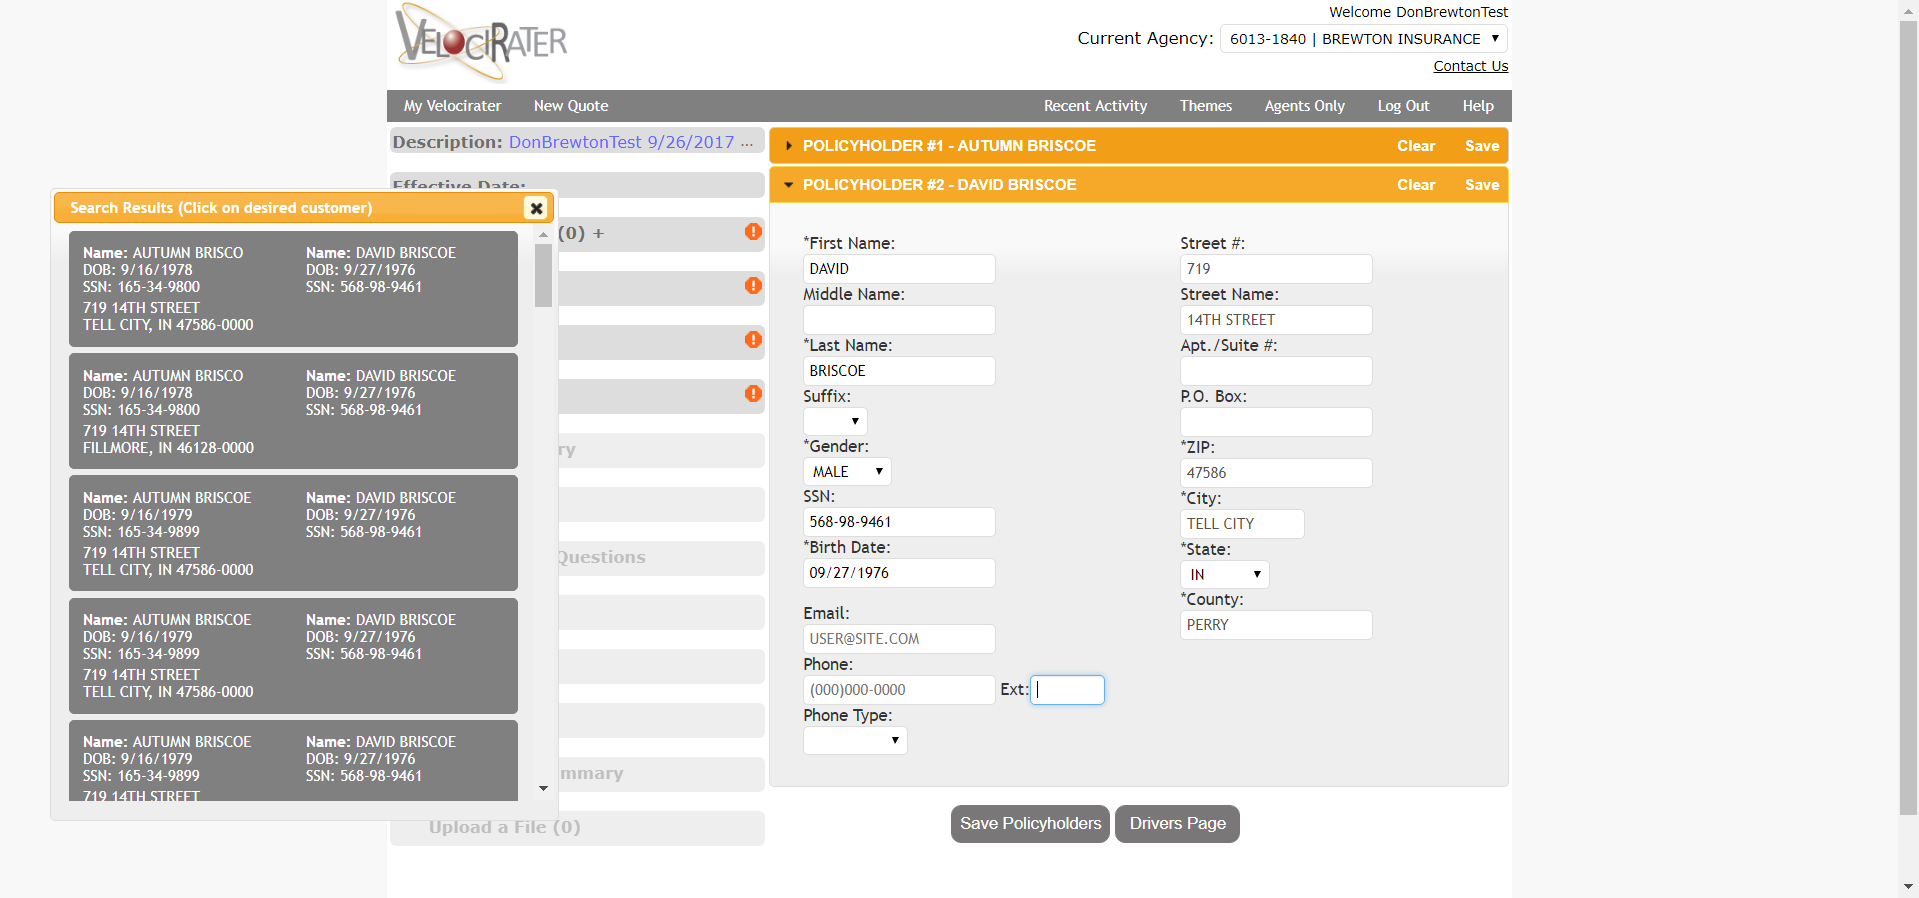 VELOCIRATER
Welcome DonBrewtonTest
Current Agency: 6013-1840 | BREWTON INSURANCE
Contact Us
My Velocirater New Quote Recent Activity Themes Agents Only Log Out Help
Description: DonBrewtonTest 9/26/2017 ...
Effective Date:
(0) +
ry
Questions
mmary
Upload a File (0)
Search Results (Click on desired customer)
Name: AUTUMN BRISCO Name: DAVID BRISCOE
DOB: 9/16/1978 DOB: 9/27/1976
SSN: 165-34-9800 SSN: 568-98-9461
719 14TH STREET
TELL CITY, IN 47586-0000
Name: AUTUMN BRISCO Name: DAVID BRISCOE
DOB: 9/16/1978 DOB: 9/27/1976
SSN: 165-34-9800 SSN: 568-98-9461
719 14TH STREET
FILLMORE, IN 46128-0000
Name: AUTUMN BRISCOE Name: DAVID BRISCOE
DOB: 9/16/1979 DOB: 9/27/1976
SSN: 165-34-9899 SSN: 568-98-9461
719 14TH STREET
TELL CITY, IN 47586-0000
Name: AUTUMN BRISCOE Name: DAVID BRISCOE
DOB: 9/16/1979 DOB: 9/27/1976
SSN: 165-34-9899 SSN: 568-98-9461
719 14TH STREET
TELL CITY, IN 47586-0000
Name: AUTUMN BRISCOE Name: DAVID BRISCOE
DOB: 9/16/1979 DOB: 9/27/1976
SSN: 165-34-9899 SSN: 568-98-9461
719 14TH STREET
POLICYHOLDER #1 - AUTUMN BRISCOE Clear Save
POLICYHOLDER #2 - DAVID BRISCOE Clear Save
*First Name:
DAVID
Middle Name:
*Last Name:
BRISCOE
Suffix:
*Gender:
MALE
SSN:
568-98-9461
*Birth Date:
09/27/1976
Email:
USER@SITE.COM
Phone:
(000)000-0000 Ext:
Phone Type:
Street #:
719
Street Name:
14TH STREET
Apt./Suite #:
P.O. Box:
*ZIP:
47586
*City:
TELL CITY
*State:
IN
*County:
PERRY
Save Policyholders Drivers Page